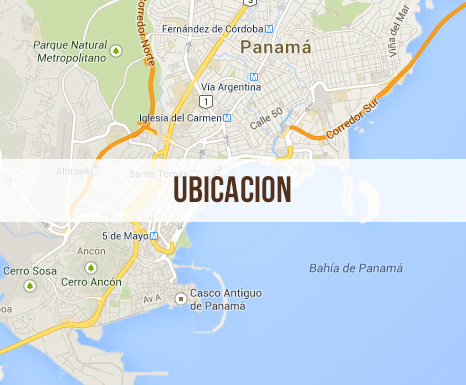 Fernández de Córdoba M
Corredor Norte
Parque Natural
Metropolitano
Panamá
Viña del Mar
Vía Argentina M
1
Iglesia del Carmen M
Calle 50
Corredor Sur
Albrook M
Santo Tomás
UBICACION
5 de Mayo M
Ancón
Cerro Sosa
Cerro Ancón
Bahía de Panamá
Av A
Casco Antiguo
de Panamá
oa